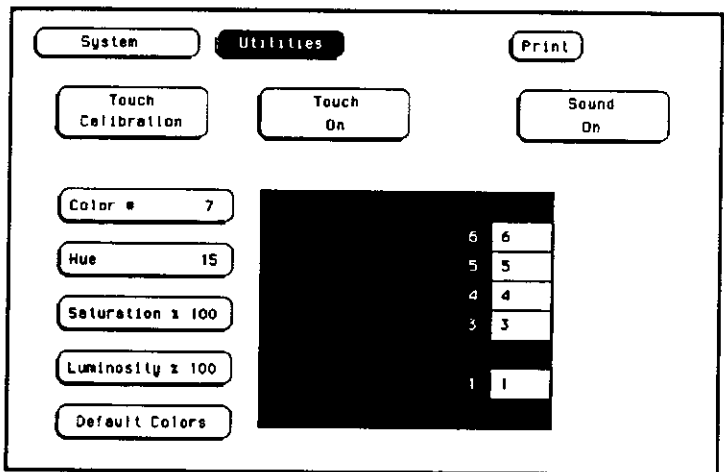 System
Utilities
Print
Touch
Calibration
Touch
On
Sound
On
Color # 7
Hue 15
Saturation % 100
Luminosity % 100
Default Colors
6 6
5 5
4 4
3 3
1 1